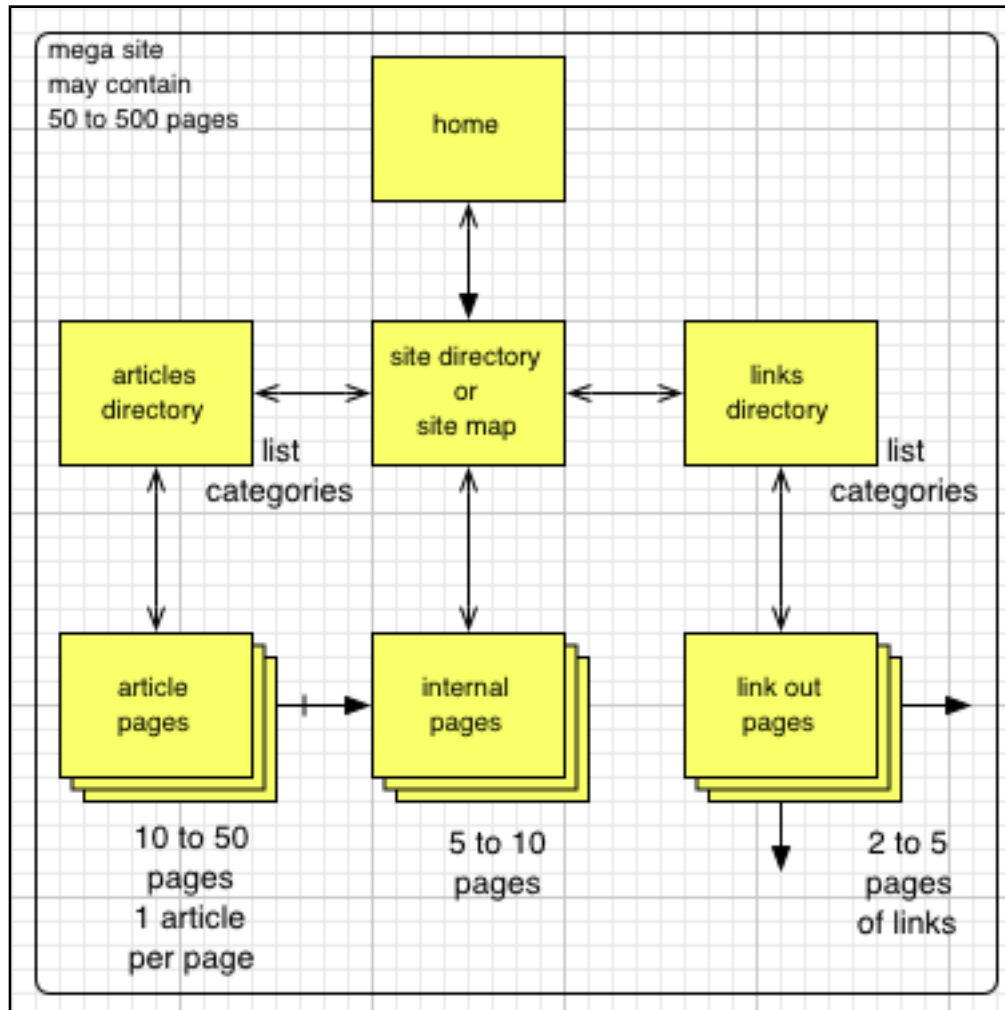 mega site
may contain
50 to 500 pages
home
articles
directory
site directory
or
site map
links
directory
list
categories
list
categories
article
pages
internal
pages
link out
pages
10 to 50
pages
1 article
per page
5 to 10
pages
2 to 5
pages
of links